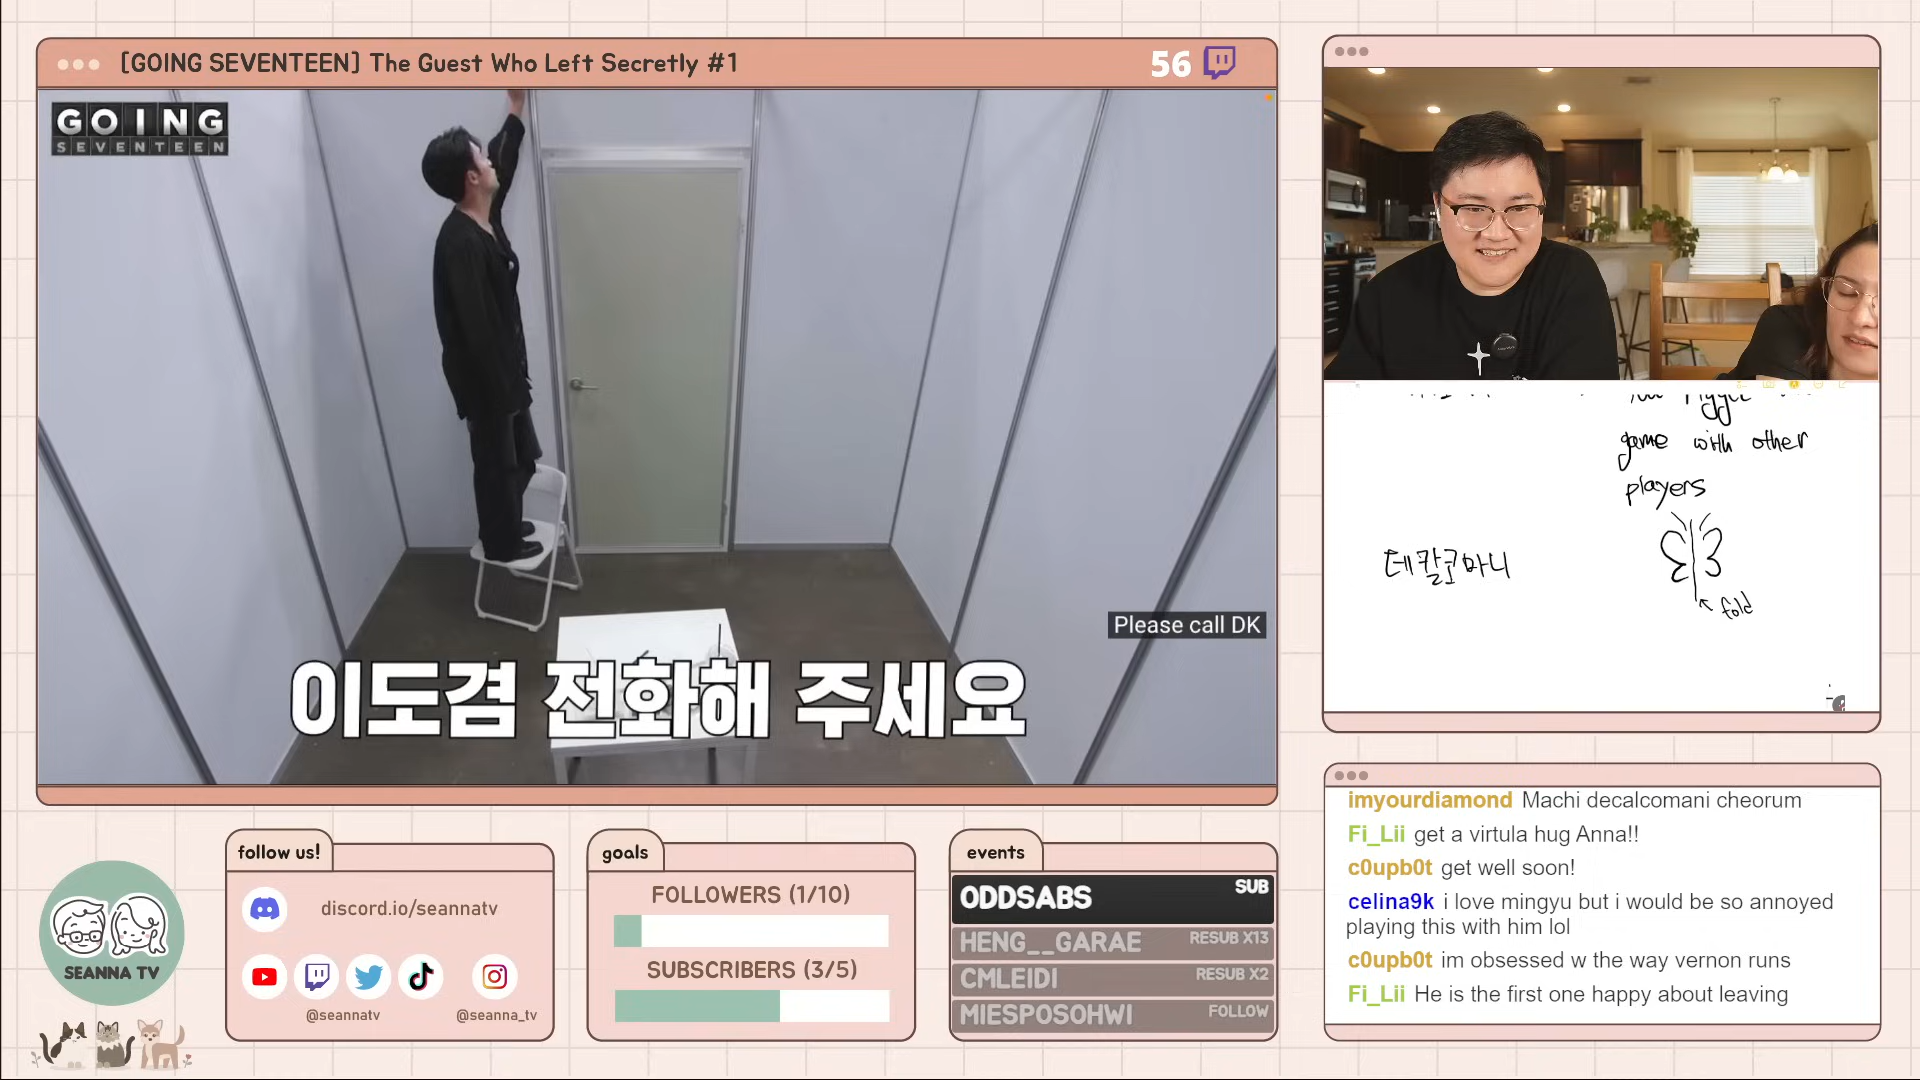 [GOING SEVENTEEN] The Guest Who Left Secretly #1
56
GOING
SEVENTEEN
Please call DK
이도겸 전화해 주세요
game with other
players
데칼코마니
fold
imyourdiamond Machi decalcomani cheorum
Fi_Lii get a virtula hug Anna!!
c0upb0t get well soon!
celina9k i love mingyu but i would be so annoyed
playing this with him lol
c0upb0t im obsessed w the way vernon runs
Fi_Lii He is the first one happy about leaving
SEANNA TV
follow us!
discord.io/seannatv
@seannatv
@seanna_tv
goals
FOLLOWERS (1/10)
SUBSCRIBERS (3/5)
events
ODDSABS SUB
HENG__GARAE RESUB X13
CMLEIDI RESUB X2
MIESPOSOHWI FOLLOW